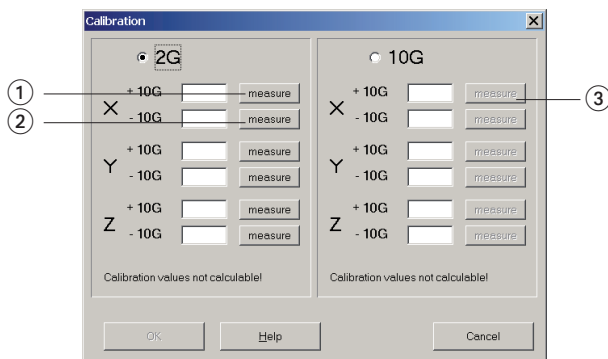 Calibration
2G
X
+ 10G measure
- 10G measure
Y
+ 10G measure
- 10G measure
Z
+ 10G measure
- 10G measure
Calibration values not calculable!
10G
X
+ 10G measure
- 10G measure
Y
+ 10G measure
- 10G measure
Z
+ 10G measure
- 10G measure
Calibration values not calculable!
OK
Help
Cancel
1
2
3